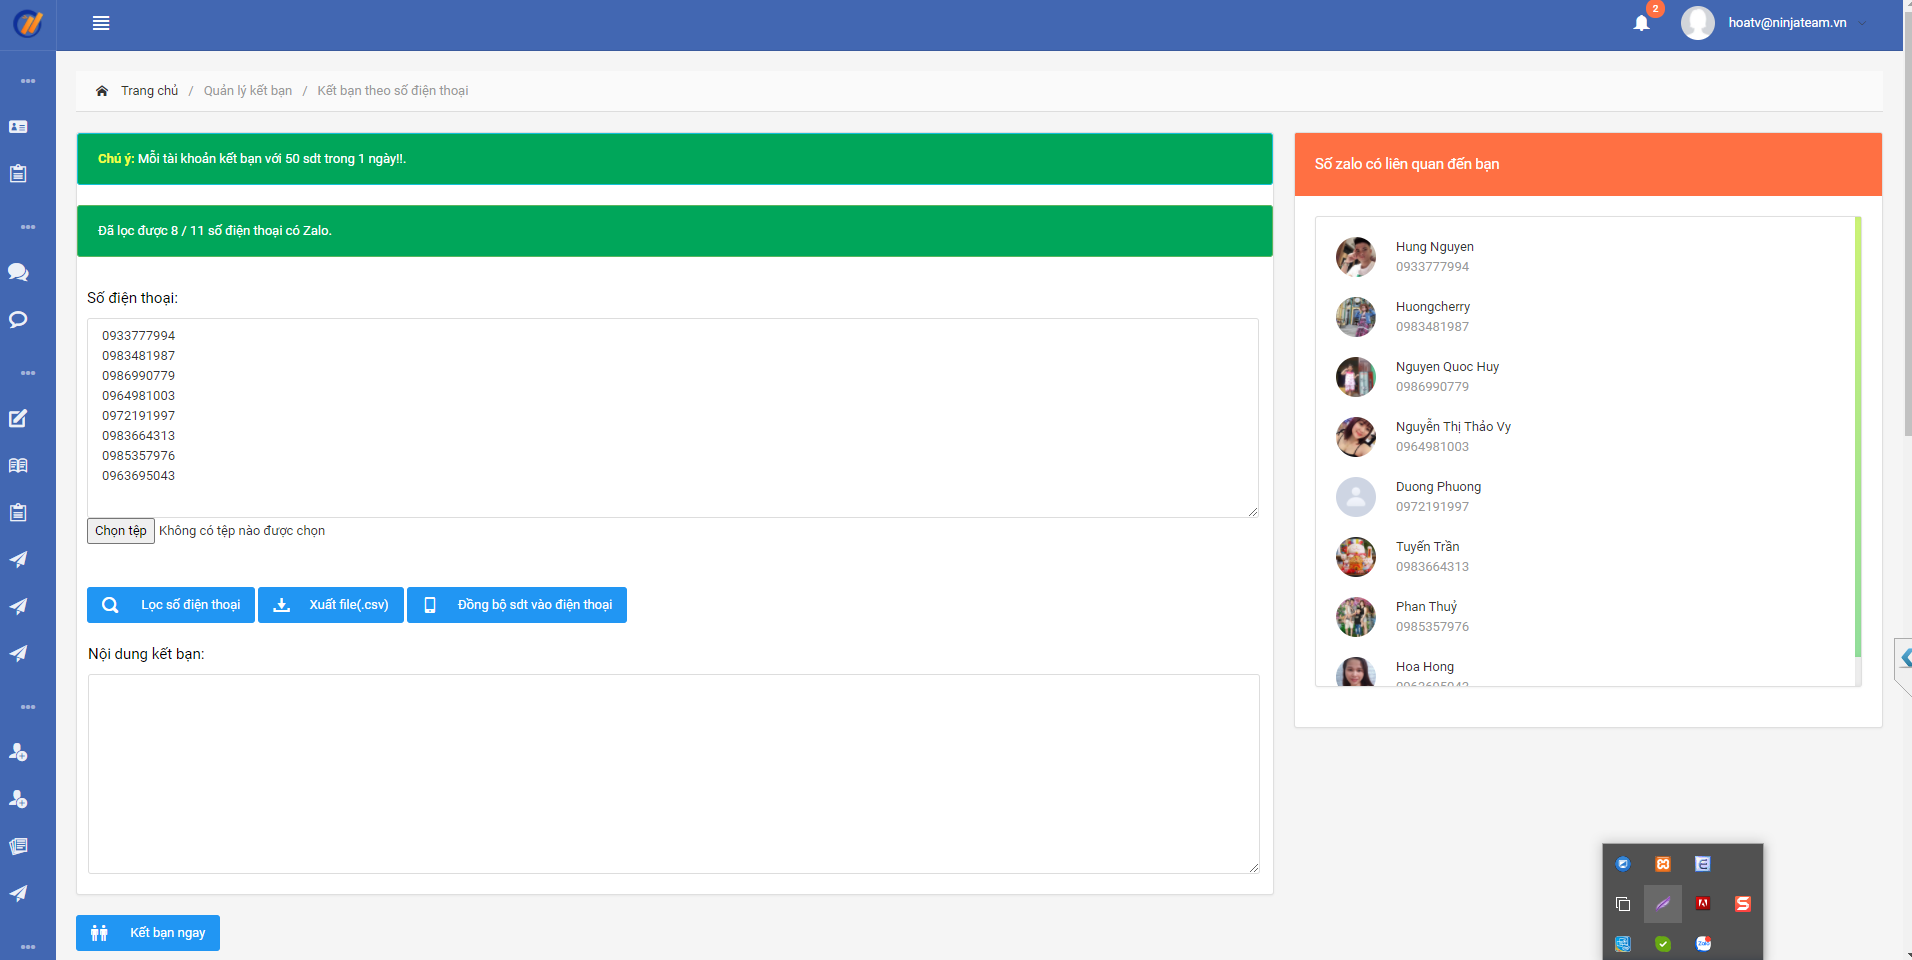 2
hoatv@ninjateam.vn
Trang chủ / Quản lý kết bạn / Kết bạn theo số điện thoại
Chú ý: Mỗi tài khoản kết bạn với 50 sdt trong 1 ngày!!.
Đã lọc được 8 / 11 số điện thoại có Zalo.
Số điện thoại:
0933777994
0983481987
0986990779
0964981003
0972191997
0983664313
0985357976
0963695043
Chọn tệp Không có tệp nào được chọn
Lọc số điện thoại
Xuất file(.csv)
Đồng bộ sdt vào điện thoại
Nội dung kết bạn:
Kết bạn ngay
Số zalo có liên quan đến bạn
Hung Nguyen
0933777994
Huongcherry
0983481987
Nguyen Quoc Huy
0986990779
Nguyễn Thị Thảo Vy
0964981003
Duong Phuong
0972191997
Tuyến Trần
0983664313
Phan Thuỷ
0985357976
Hoa Hong
0963695043
Zalo